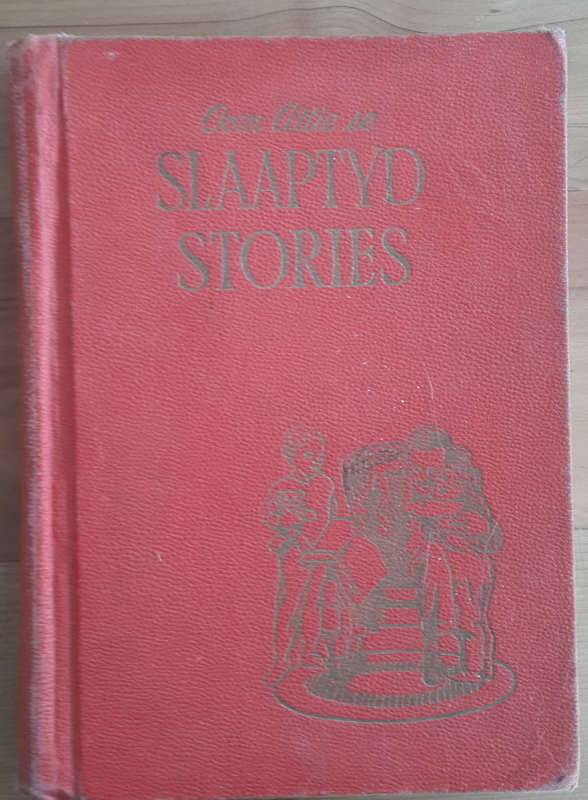 Oom Attie se
SLAAPTYD
STORIES